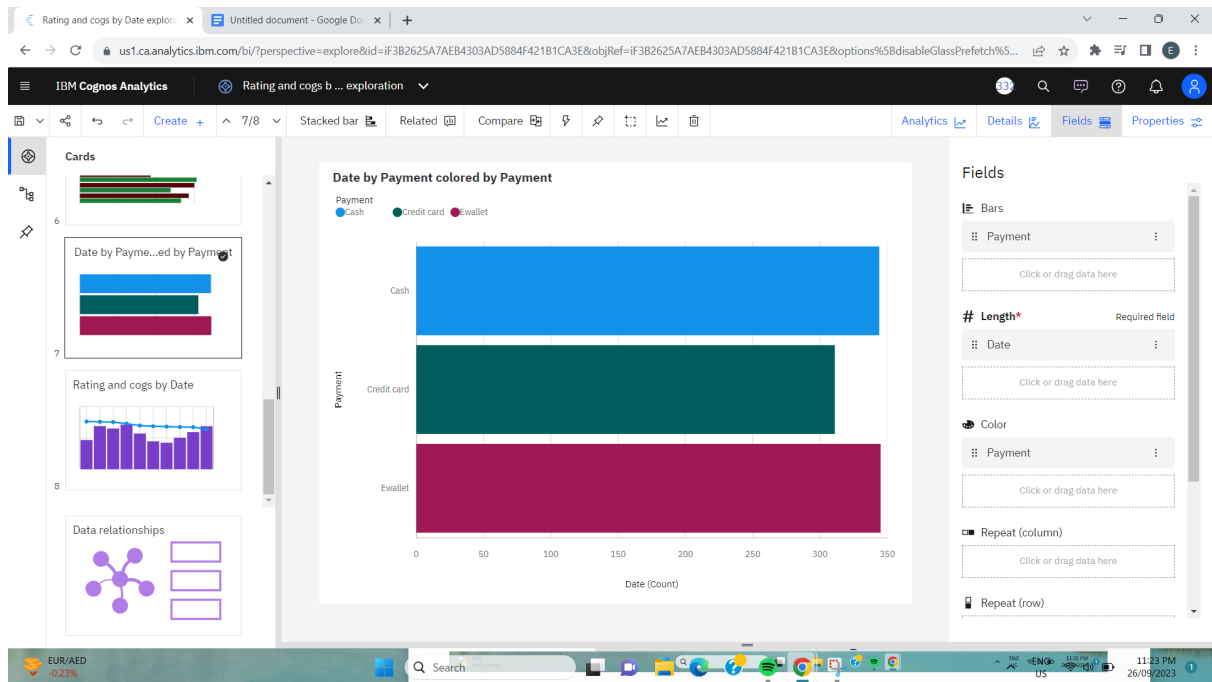 Rating and cogs by Date explora
Untitled document - Google Doc
us1.ca.analytics.ibm.com/bi/?perspective=explore&id=iF3B2625A7AEB4303AD5884F421B1CA3E&objRef=iF3B2625A7AEB4303AD5884F421B1CA3E&options%5BdisableGlassPrefetch%5...
E
IBM Cognos Analytics
Rating and cogs b ... exploration
332
Create +
7/8
Stacked bar
Related
Compare
Analytics
Details
Fields
Properties
Cards
6
Date by Payme...ed by Payment
7
Rating and cogs by Date
8
Data relationships
Date by Payment colored by Payment
Payment
Cash
Credit card
Ewallet
Cash
Credit card
Ewallet
Payment
0 50 100 150 200 250 300 350
Date (Count)
Fields
Bars
Payment
Click or drag data here
# Length* Required field
Date
Click or drag data here
Color
Payment
Click or drag data here
Repeat (column)
Click or drag data here
Repeat (row)
EUR/AED
-0.23%
Search
ENG
US
11:23 PM
26/09/2023
1